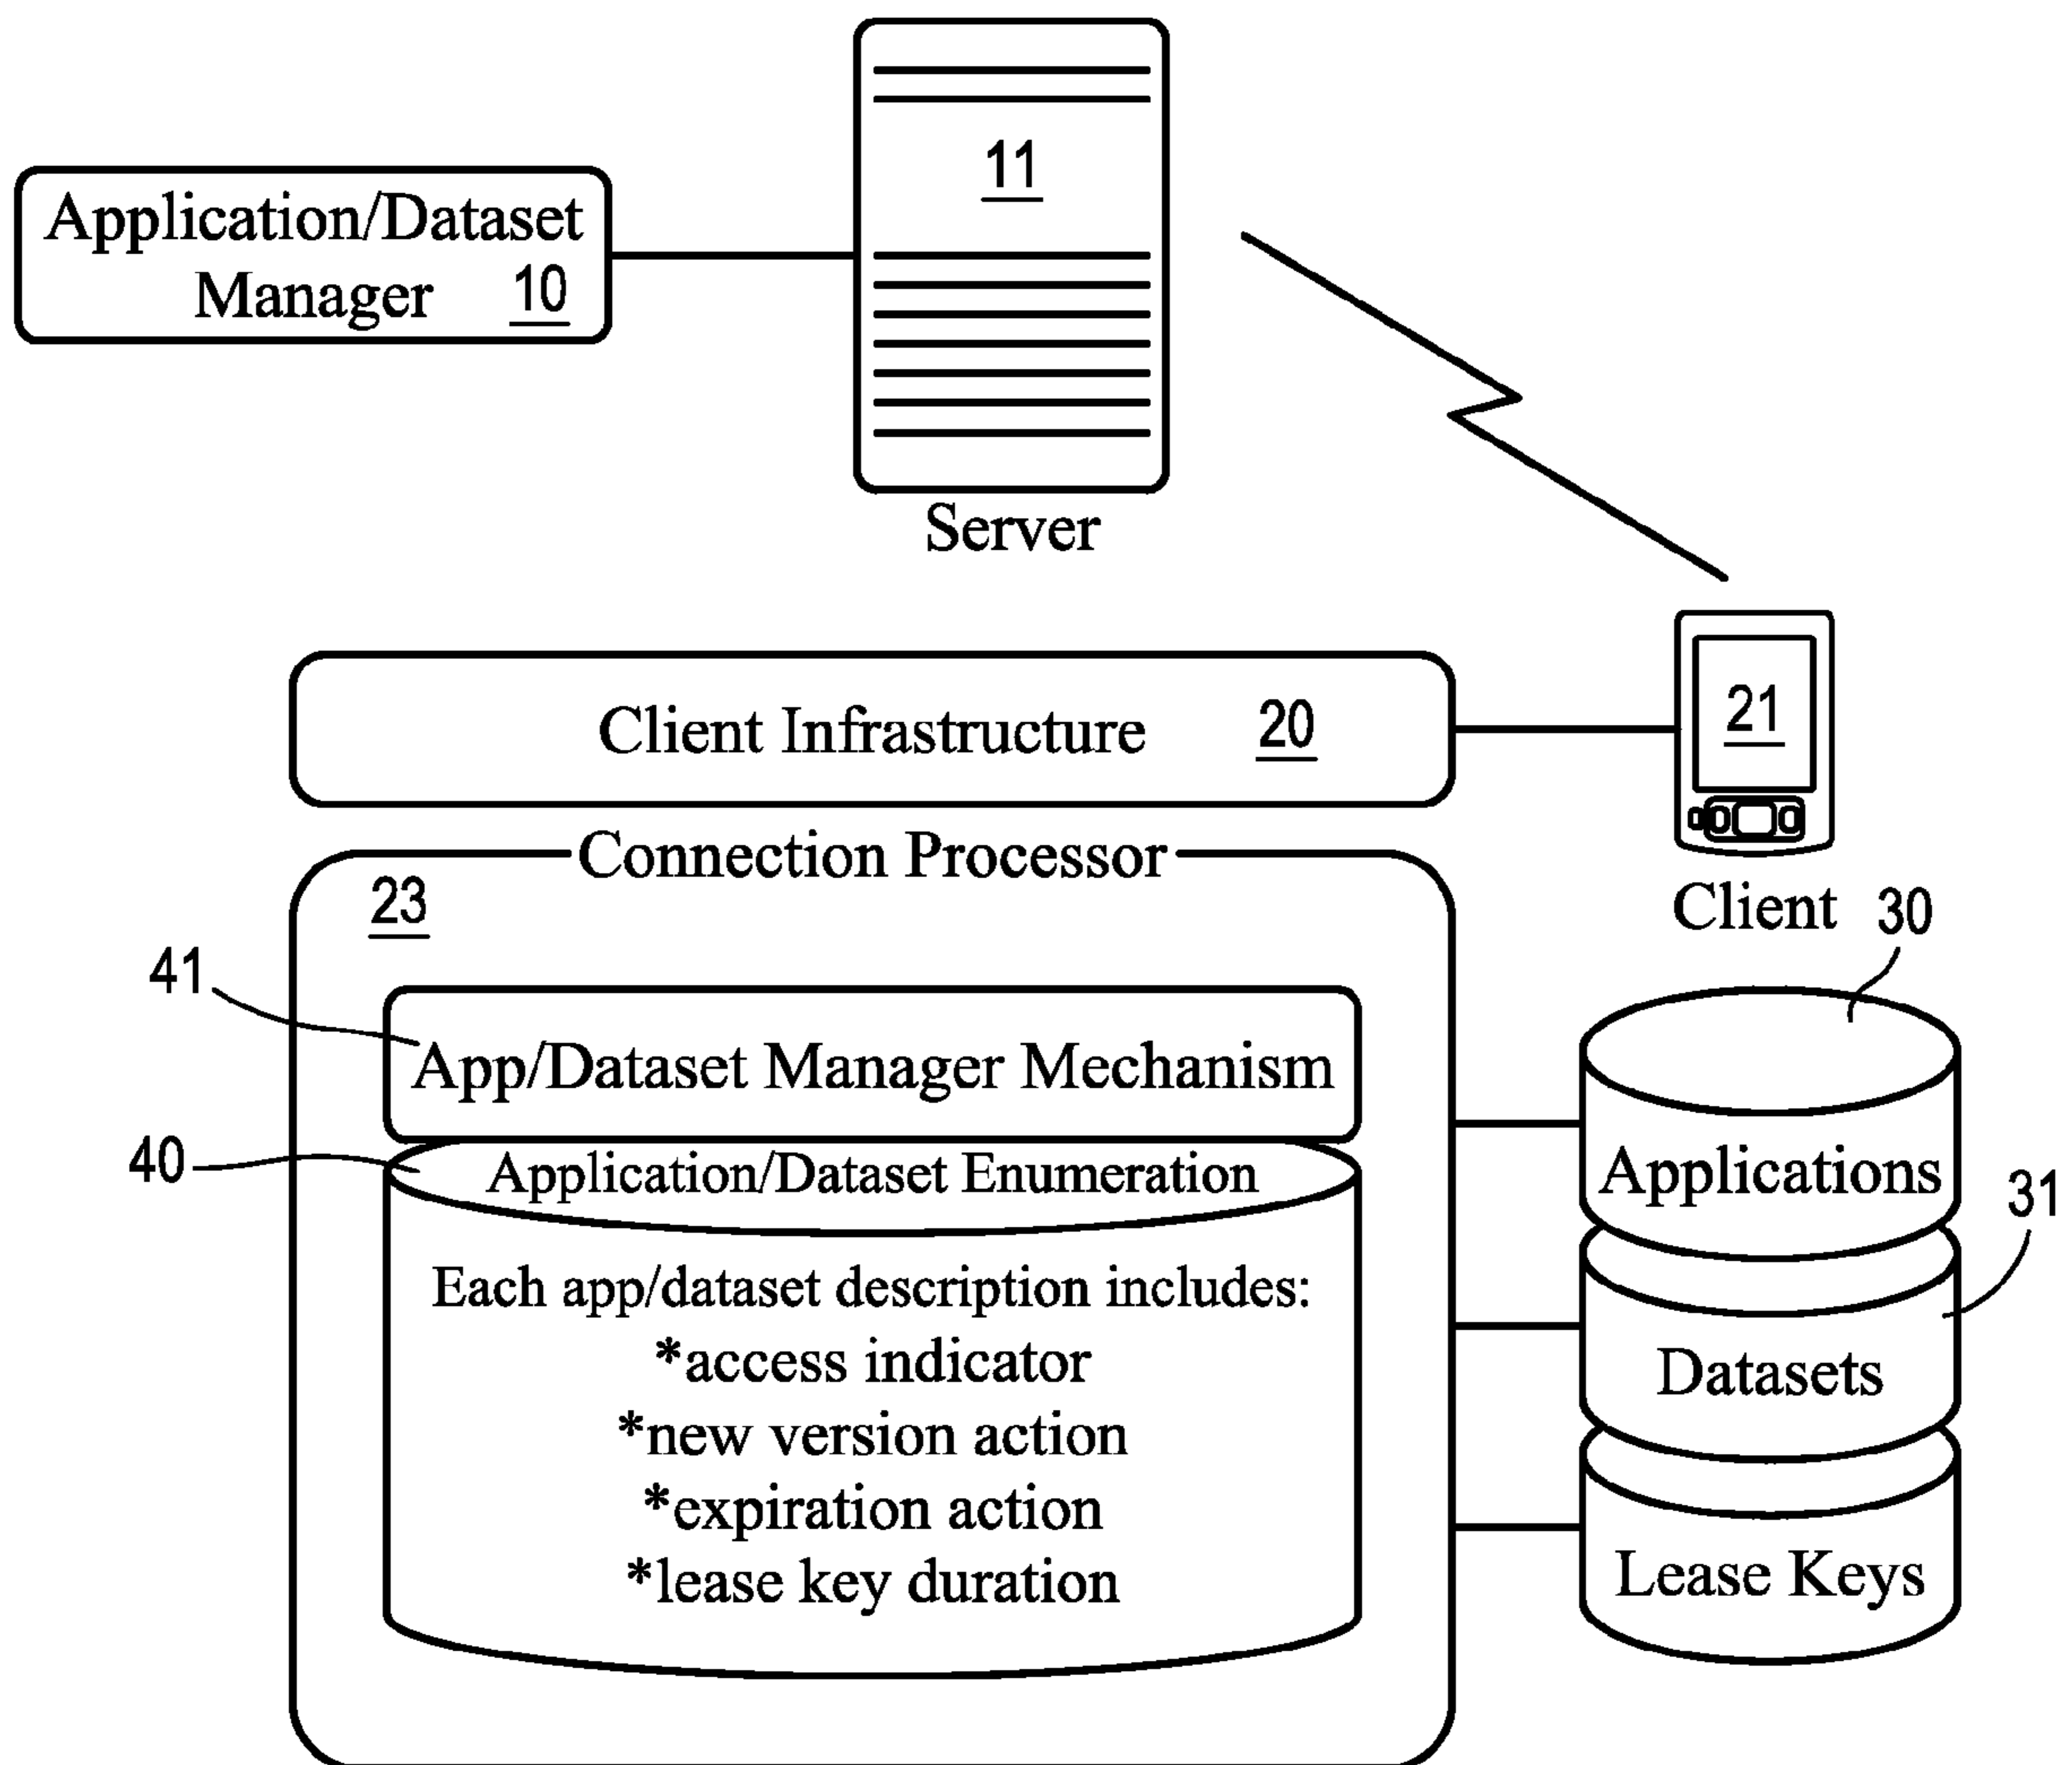 11
Application/Dataset
Manager 10
Server
Client Infrastructure 20
21
Connection Processor
23
Client 30
41
App/Dataset Manager Mechanism
40
Application/Dataset Enumeration
Applications
31
Each app/dataset description includes:
*access indicator
Datasets
*new version action
*expiration action
*lease key duration
Lease Keys